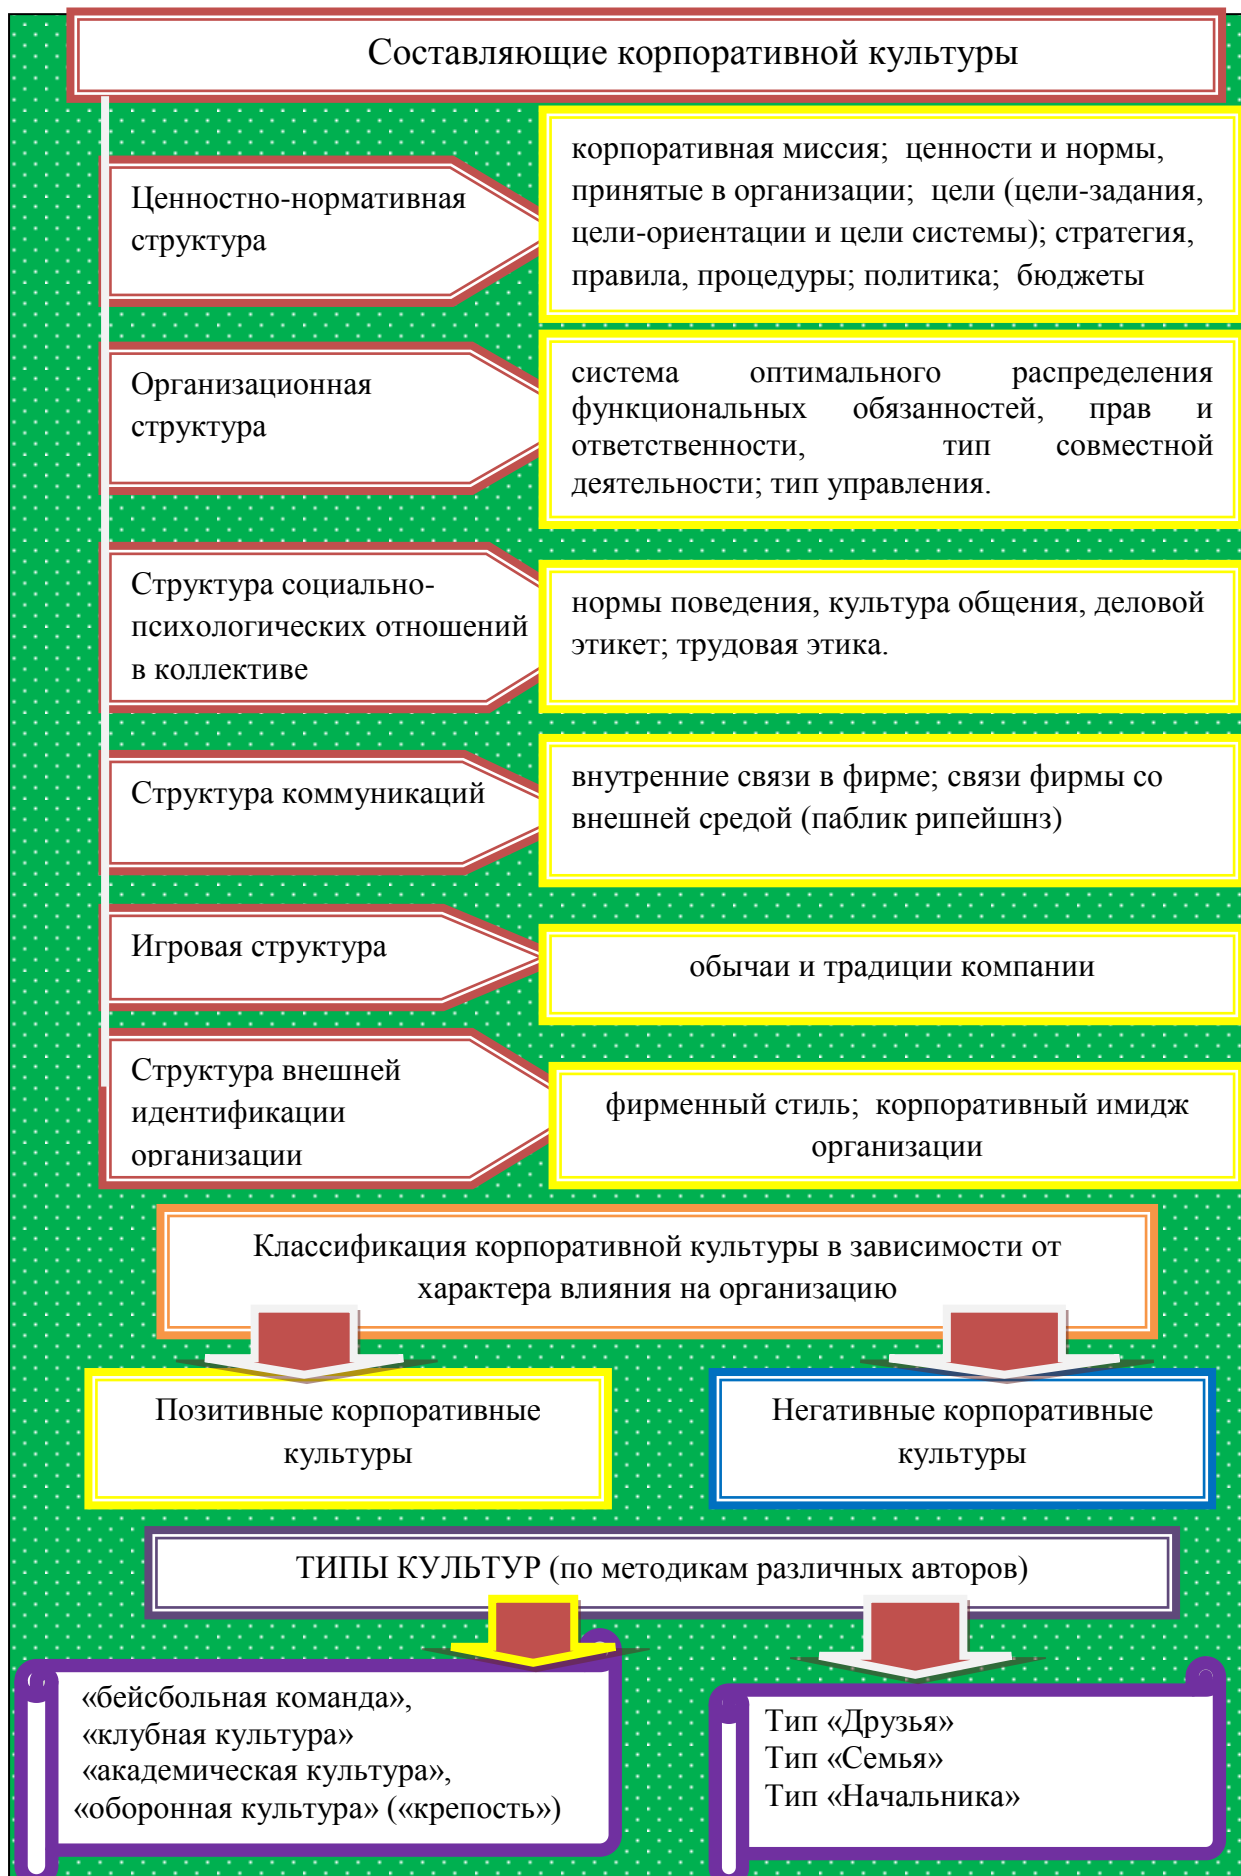 Составляющие корпоративной культуры
Ценностно-нормативная
структура
корпоративная миссия; ценности и нормы,
принятые в организации; цели (цели-задания,
цели-ориентации и цели системы); стратегия,
правила, процедуры; политика; бюджеты
Организационная
структура
система оптимального распределения
функциональных обязанностей, прав и
ответственности, тип совместной
деятельности; тип управления.
Структура социально-
психологических отношений
в коллективе
нормы поведения, культура общения, деловой
этикет; трудовая этика.
Структура коммуникаций
внутренние связи в фирме; связи фирмы со
внешней средой (паблик рипейшнз)
Игровая структура
обычаи и традиции компании
Структура внешней
идентификации
организации
фирменный стиль; корпоративный имидж
организации
Классификация корпоративной культуры в зависимости от
характера влияния на организацию
Позитивные корпоративные
культуры
Негативные корпоративные
культуры
ТИПЫ КУЛЬТУР (по методикам различных авторов)
«бейсбольная команда»,
«клубная культура»
«академическая культура»,
«оборонная культура» («крепость»)
Тип «Друзья»
Тип «Семья»
Тип «Начальника»